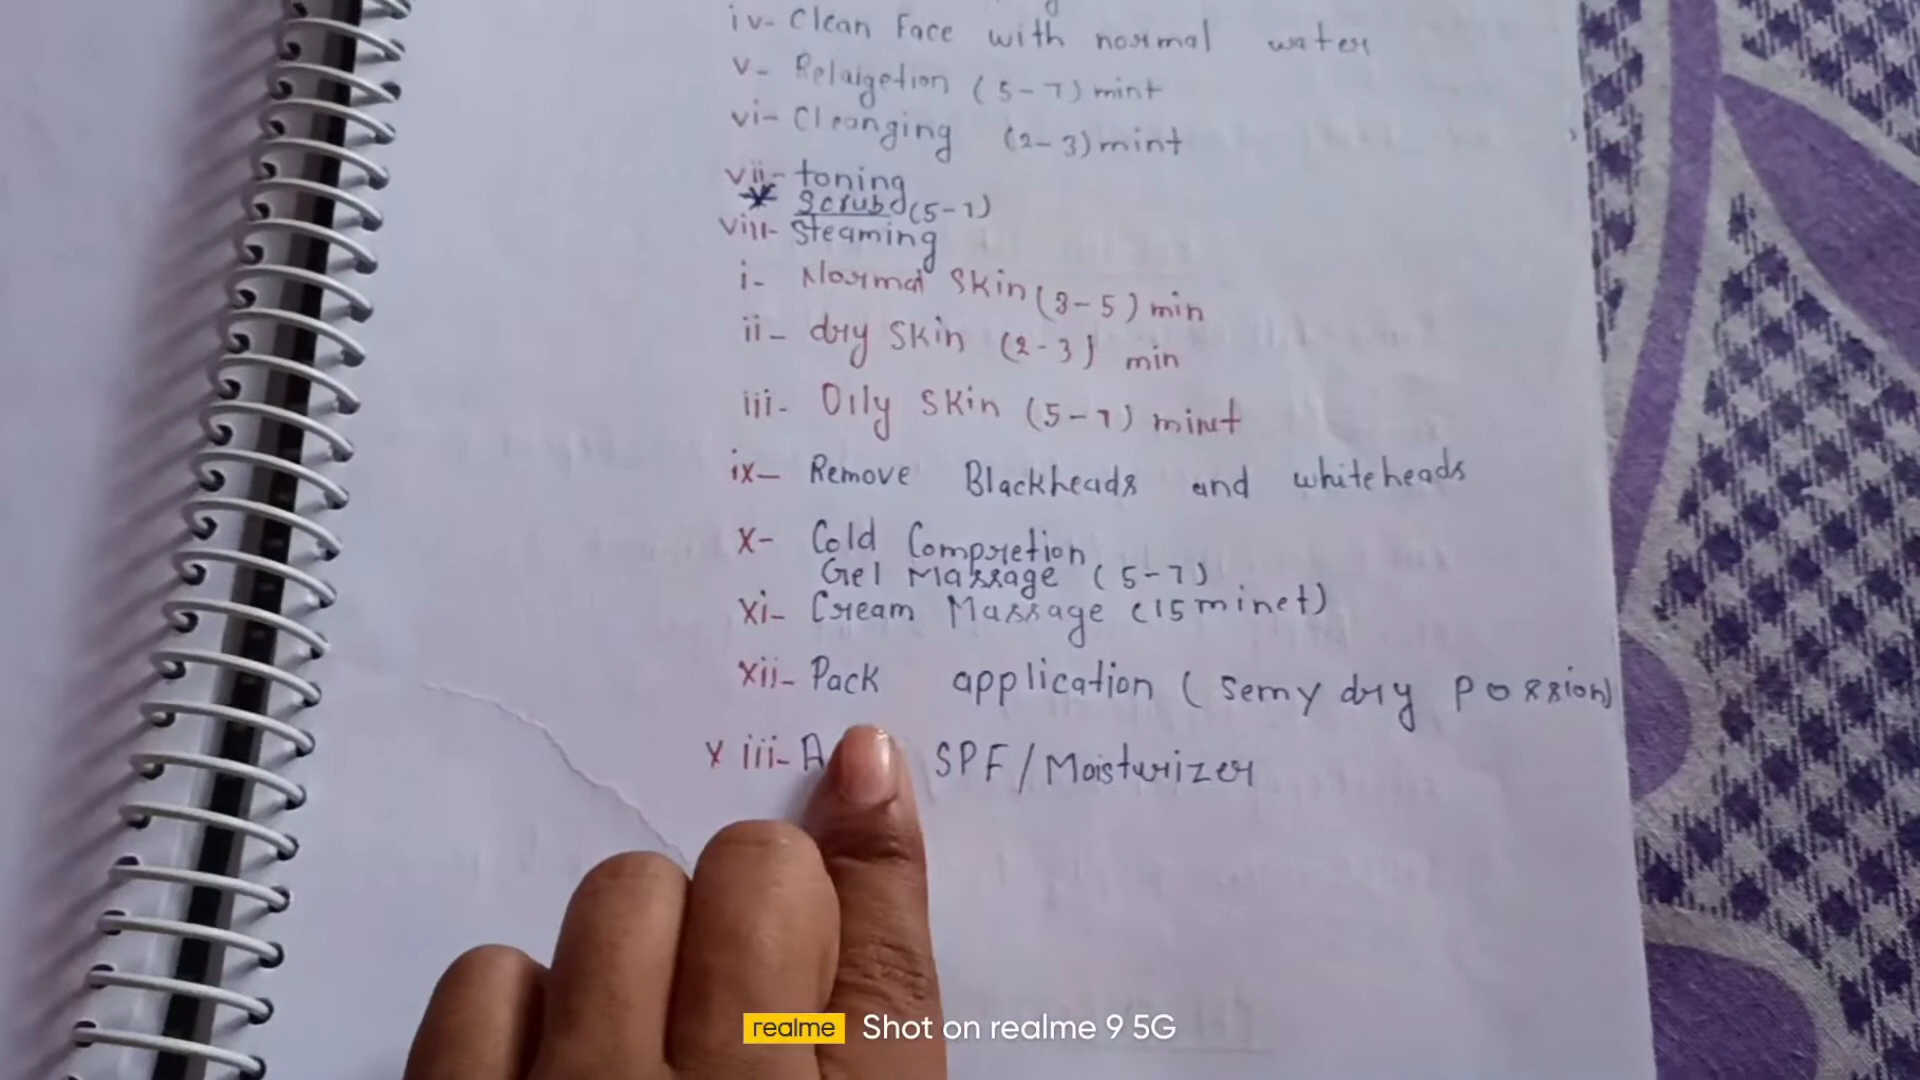 iv- Clean Face with normal water
v- Relaigetion (5-7) mint
vi- Cleanging (2-3) mint
vii- toning
* Scrub (5-7)
viii- Steaming
i- Normal Skin (3-5) min
ii- dry skin (2-3) min
iii- Oily skin (5-7) minet
ix- Remove Blackheads and whiteheads
x- Cold Compretion
Gel Massage (5-7)
xi- Cream Massage (15 minet)
xii- Pack application (semy dry possion)
xiii- SPF/Moisturizer
realme Shot on realme 9 5G